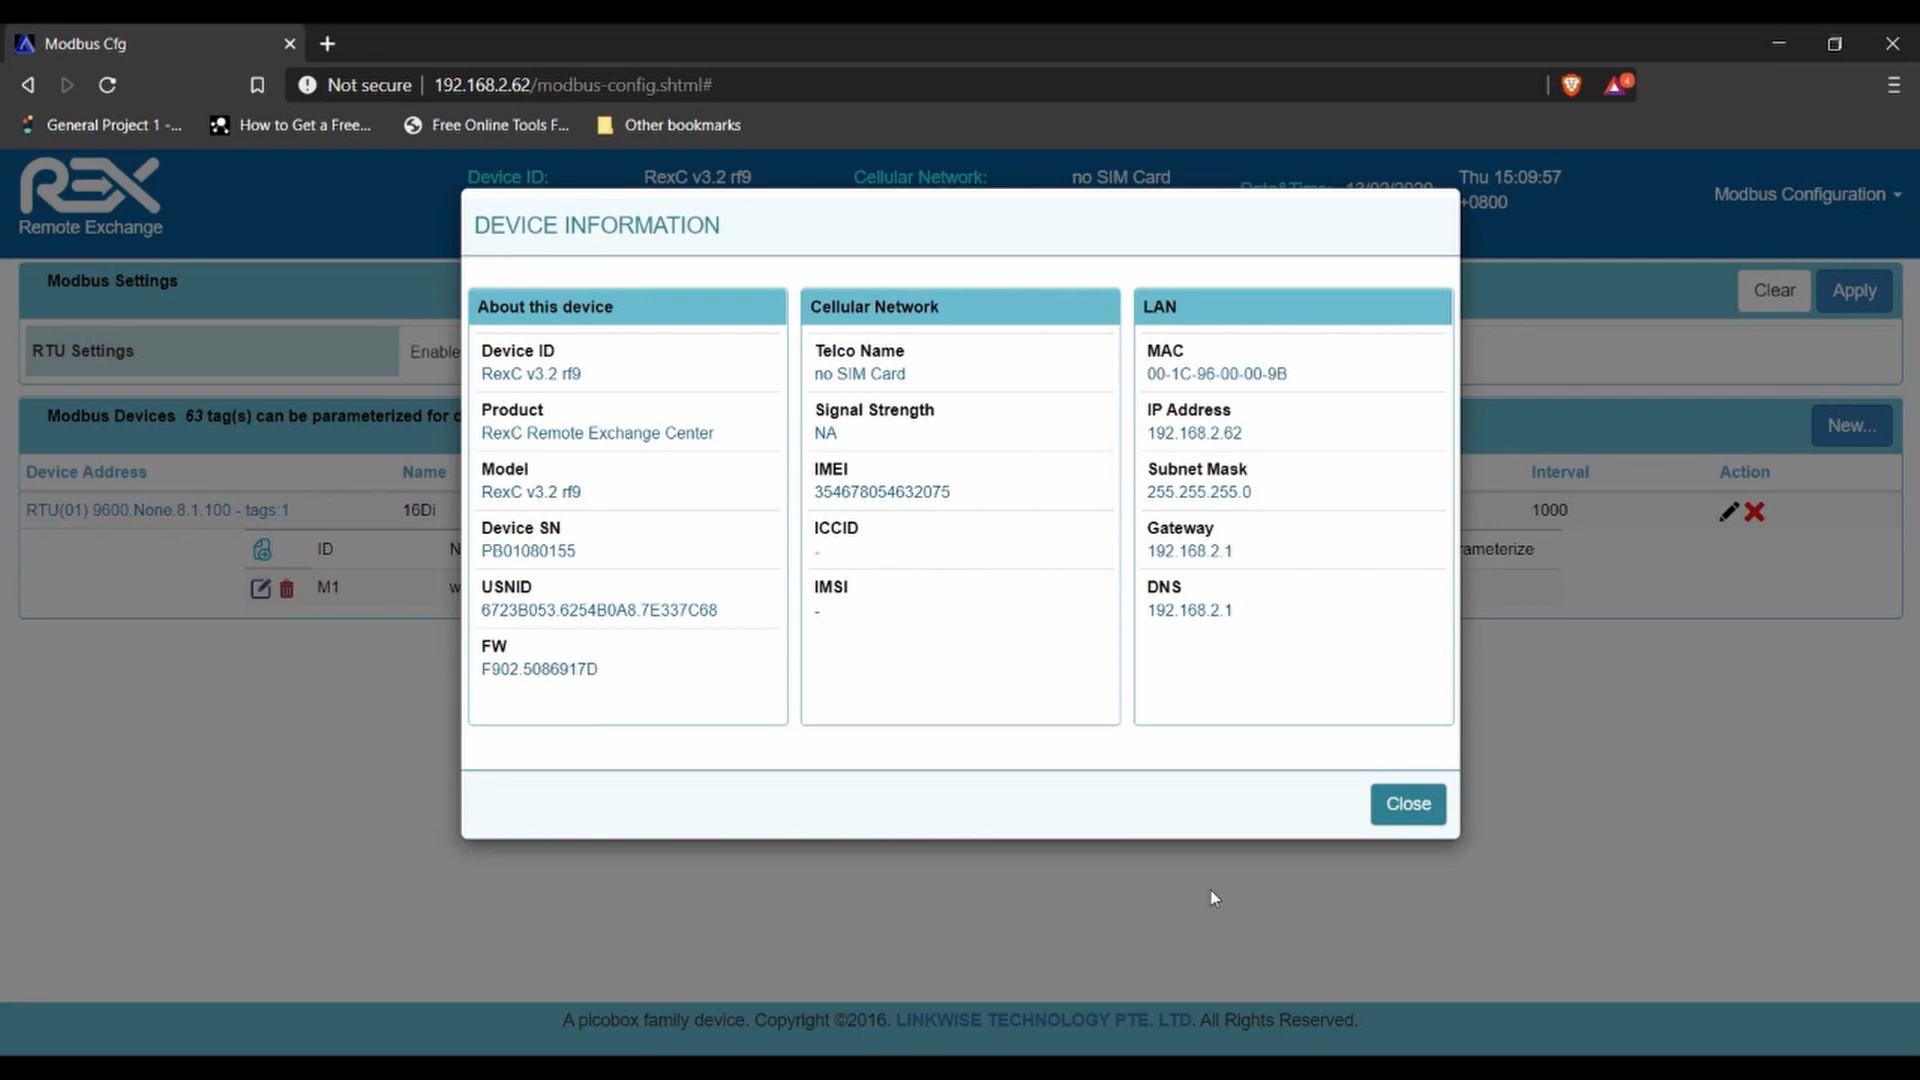 Modbus Cfg
Not secure 192.168.2.62/modbus-config.shtml#
General Project 1 -...
How to Get a Free...
Free Online Tools F...
Other bookmarks
4
REX
Remote Exchange
Device ID:
RexC v3.2 rf9
Cellular Network:
no SIM Card
Thu 15:09:57
+0800
Modbus Configuration
DEVICE INFORMATION
Modbus Settings
Clear
Apply
RTU Settings
Enable
Modbus Devices 63 tag(s) can be parameterized for
New...
Device Address
Name
Interval
Action
RTU(01) 9600.None.8.1.100 - tags:1
16Di
1000
ID
N
rameterize
M1
w
About this device
Device ID
RexC v3.2 rf9
Product
RexC Remote Exchange Center
Model
RexC v3.2 rf9
Device SN
PB01080155
USNID
6723B053.6254B0A8.7E337C68
FW
F902.5086917D
Cellular Network
Telco Name
no SIM Card
Signal Strength
NA
IMEI
354678054632075
ICCID
-
IMSI
-
LAN
MAC
00-1C-96-00-00-9B
IP Address
192.168.2.62
Subnet Mask
255.255.255.0
Gateway
192.168.2.1
DNS
192.168.2.1
Close
A picobox family device. Copyright ©2016. LINKWISE TECHNOLOGY PTE. LTD. All Rights Reserved.